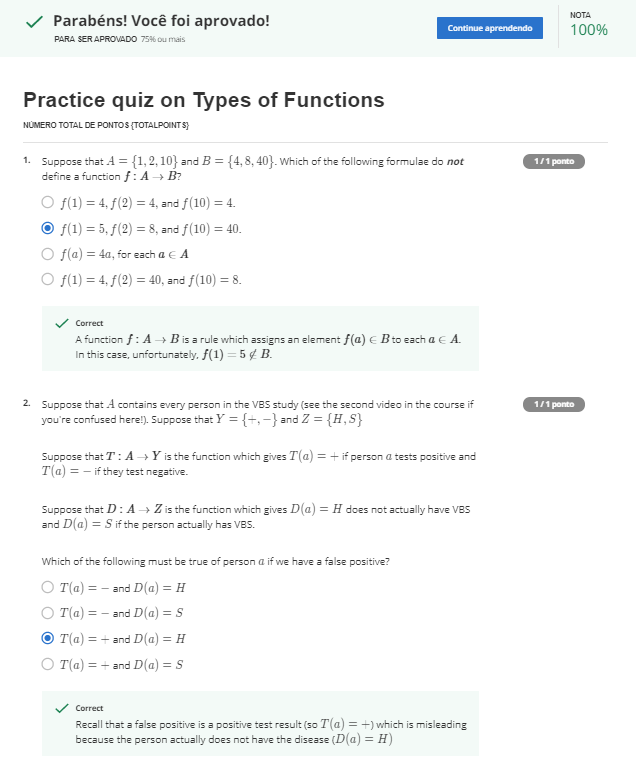 Parabéns! Você foi aprovado!
PARA SER APROVADO 75% ou mais
Continue aprendendo
NOTA
100%
Practice quiz on Types of Functions
NÚMERO TOTAL DE PONTOS {TOTALPOINTS}
1. Suppose that A = {1, 2, 10} and B = {4, 8, 40}. Which of the following formulae do not
define a function f : A → B?
1 / 1 ponto
f(1) = 4, f(2) = 4, and f(10) = 4.
f(1) = 5, f(2) = 8, and f(10) = 40.
f(a) = 4a, for each a ∈ A
f(1) = 4, f(2) = 40, and f(10) = 8.
Correct
A function f : A → B is a rule which assigns an element f(a) ∈ B to each a ∈ A.
In this case, unfortunately, f(1) = 5 ∉ B.
2. Suppose that A contains every person in the VBS study (see the second video in the course if
you're confused here!). Suppose that Y = {+, −} and Z = {H, S}
1 / 1 ponto
Suppose that T : A → Y is the function which gives T(a) = + if person a tests positive and
T(a) = − if they test negative.
Suppose that D : A → Z is the function which gives D(a) = H does not actually have VBS
and D(a) = S if the person actually has VBS.
Which of the following must be true of person a if we have a false positive?
T(a) = − and D(a) = H
T(a) = − and D(a) = S
T(a) = + and D(a) = H
T(a) = + and D(a) = S
Correct
Recall that a false positive is a positive test result (so T(a) = +) which is misleading
because the person actually does not have the disease (D(a) = H)